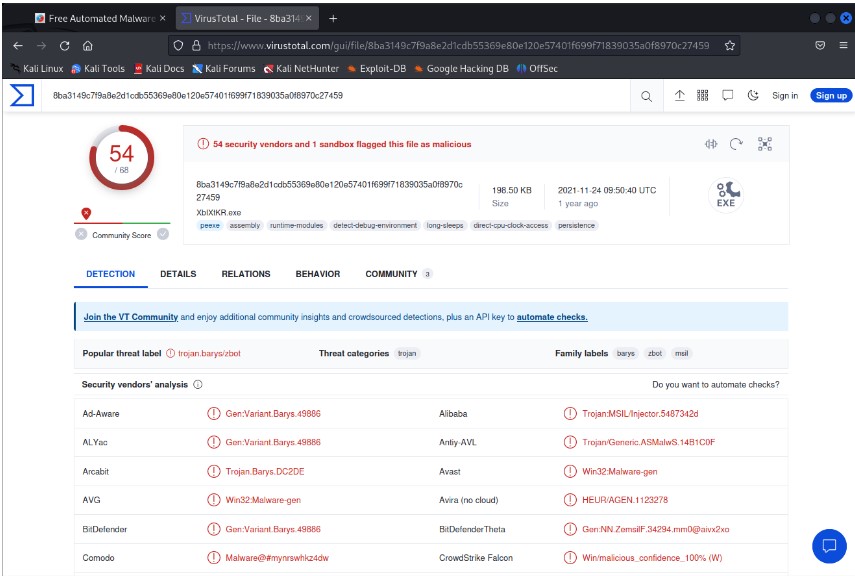 Free Automated Malware
VirusTotal - File - 8ba314
https://www.virustotal.com/gui/file/8ba3149c7f9a8e2d1cdb55369e80e120e57401f699f71839035a0f8970c27459
Kali Linux Kali Tools Kali Docs Kali Forums Kali NetHunter Exploit-DB Google Hacking DB OffSec
8ba3149c7f9a8e2d1cdb55369e80e120e57401f699f71839035a0f8970c27459
Sign in Sign up
54
/ 68
Community Score
54 security vendors and 1 sandbox flagged this file as malicious
8ba3149c7f9a8e2d1cdb55369e80e120e57401f699f71839035a0f8970c
27459
XbIXtKR.exe
198.50 KB
Size
2021-11-24 09:50:40 UTC
1 year ago
EXE
peexe assembly runtime-modules detect-debug-environment long-sleeps direct-cpu-clock-access persistence
DETECTION DETAILS RELATIONS BEHAVIOR COMMUNITY 3
Join the VT Community and enjoy additional community insights and crowdsourced detections, plus an API key to automate checks.
Popular threat label trojan.barys/zbot Threat categories trojan Family labels barys zbot msil
Security vendors' analysis Do you want to automate checks?
Ad-Aware Gen:Variant.Barys.49886 Alibaba Trojan:MSIL/Injector.5487342d
ALYac Gen:Variant.Barys.49886 Antiy-AVL Trojan/Generic.ASMalwS.14B1C0F
Arcabit Trojan.Barys.DC2DE Avast Win32:Malware-gen
AVG Win32:Malware-gen Avira (no cloud) HEUR/AGEN.1123278
BitDefender Gen:Variant.Barys.49886 BitDefenderTheta Gen:NN.ZemsilF.34294.mm0@aivx2xo
Comodo Malware@#mynrswhkz4dw CrowdStrike Falcon Win/malicious_confidence_100% (W)